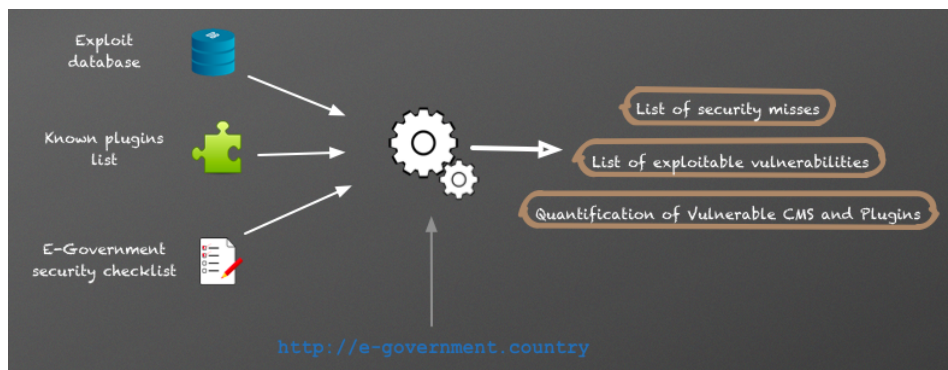 Exploit
database
Known plugins
list
E-Government
security checklist
List of security misses
List of exploitable vulnerabilities
Quantification of Vulnerable CMS and Plugins
http://e-government.country